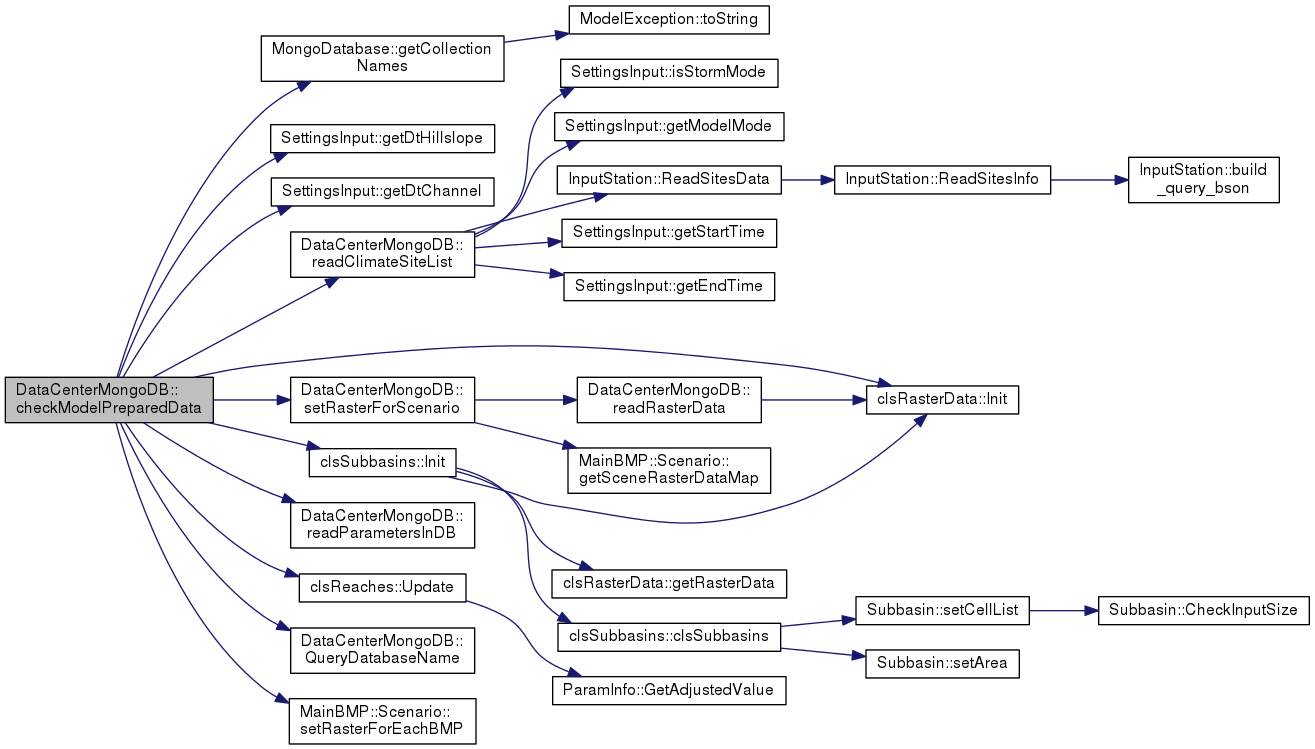 DataCenterMongoDB::
checkModelPreparedData
MongoDatabase::getCollection
Names
ModelException::toString
SettingsInput::getDtHillslope
SettingsInput::getDtChannel
DataCenterMongoDB::
readClimateSiteList
SettingsInput::isStormMode
SettingsInput::getModelMode
InputStation::ReadSitesData
InputStation::ReadSitesInfo
InputStation::build
_query_bson
SettingsInput::getStartTime
SettingsInput::getEndTime
clsRasterData::Init
DataCenterMongoDB::
setRasterForScenario
DataCenterMongoDB::
readRasterData
MainBMP::Scenario::
getSceneRasterDataMap
clsSubbasins::Init
clsRasterData::getRasterData
clsSubbasins::clsSubbasins
Subbasin::setCellList
Subbasin::CheckInputSize
Subbasin::setArea
DataCenterMongoDB::
readParametersInDB
clsReaches::Update
ParamInfo::GetAdjustedValue
DataCenterMongoDB::
QueryDatabaseName
MainBMP::Scenario::
setRasterForEachBMP